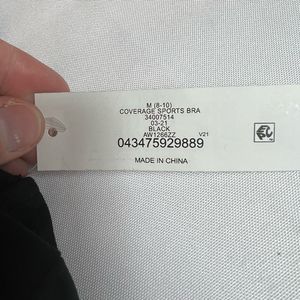 M (8-10)
COVERAGE SPORTS BRA
34007514
03-21
BLACK
AW1266ZZ
V21
043475929889
MADE IN CHINA